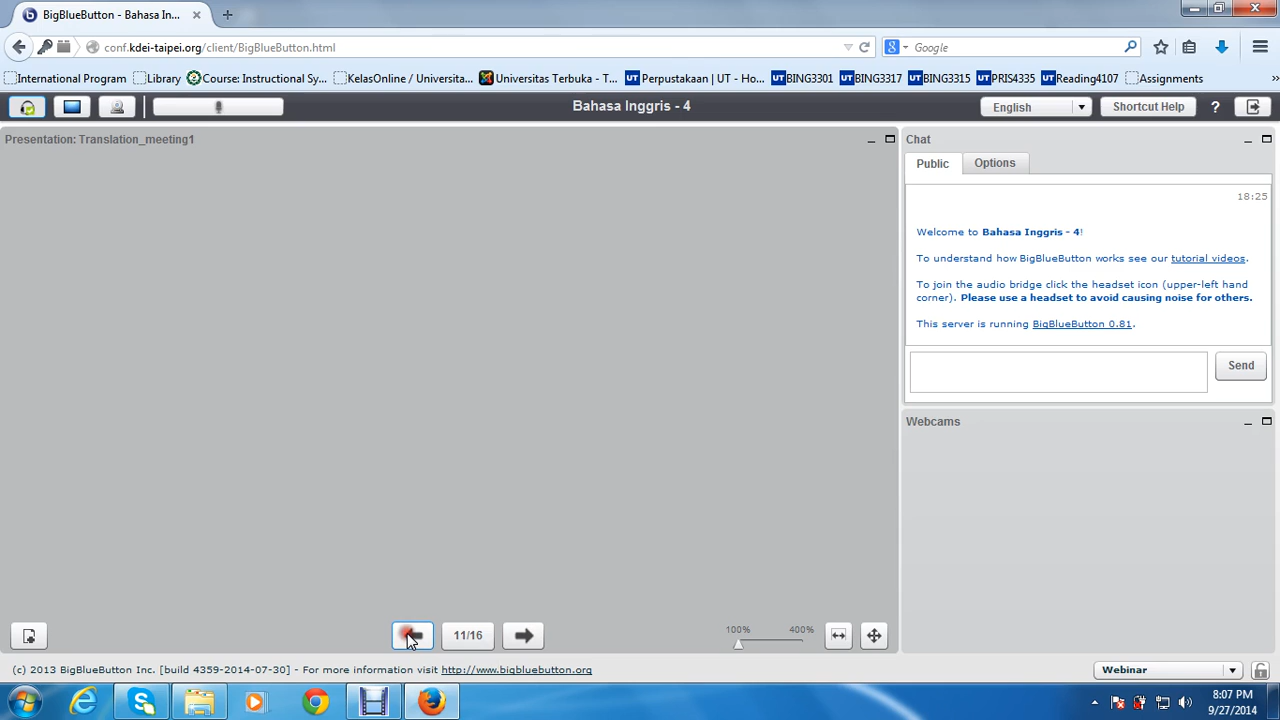 BigBlueButton - Bahasa In...
conf.kdei-taipei.org/client/BigBlueButton.html
Google
International Program
Library
Course: Instructional Sy...
KelasOnline / Universita...
Universitas Terbuka - T...
Perpustakaan | UT - Ho...
BING3301
BING3317
BING3315
PRIS4335
Reading4107
Assignments
Bahasa Inggris - 4
English
Shortcut Help
?
Presentation: Translation_meeting1
Chat
Public
Options
18:25
Welcome to Bahasa Inggris - 4!
To understand how BigBlueButton works see our tutorial videos.
To join the audio bridge click the headset icon (upper-left hand
corner). Please use a headset to avoid causing noise for others.
This server is running BigBlueButton 0.81.
Send
Webcams
11/16
100%
400%
(c) 2013 BigBlueButton Inc. [build 4359-2014-07-30] - For more information visit http://www.bigbluebutton.org
Webinar
8:07 PM
9/27/2014